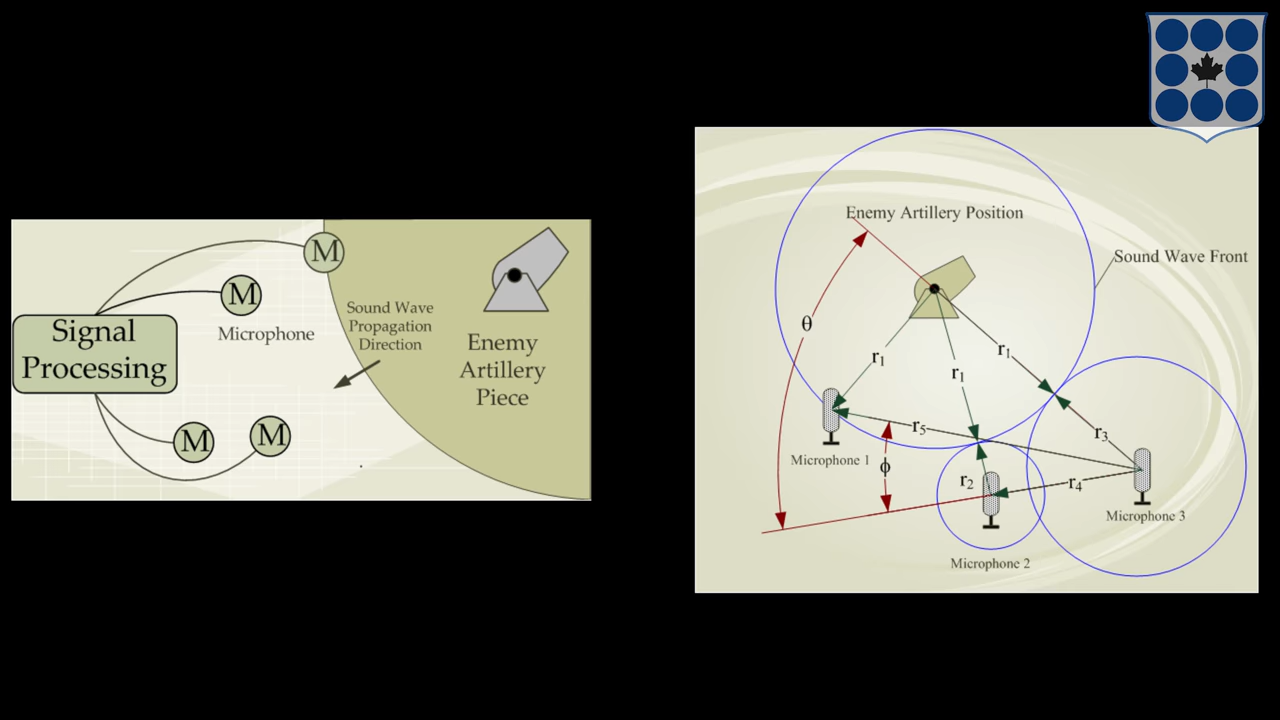 M
M
Microphone
Signal
Processing
M
M
Sound Wave
Propagation
Direction
Enemy
Artillery
Piece
Enemy Artillery Position
Sound Wave Front
θ
r1
r1
r1
r5
r3
Microphone 1
ϕ
r2
r4
Microphone 3
Microphone 2